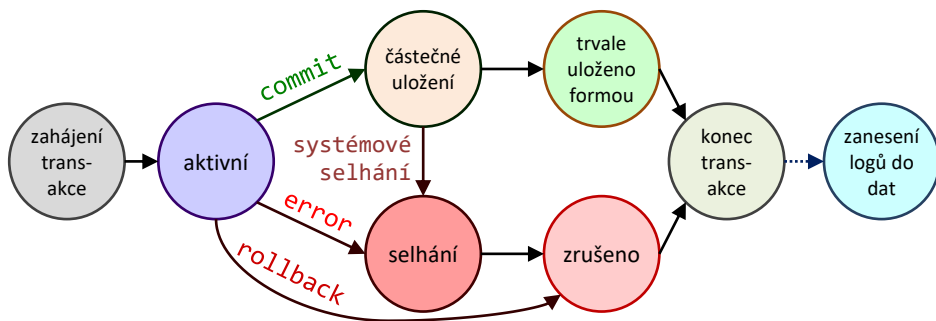 zahájení
trans-
akce
aktivní
commit
částečné
uložení
trvale
uloženo
formou
systémové
selhání
error
rollback
selhání
zrušeno
konec
trans-
akce
zanesení
logů do
dat